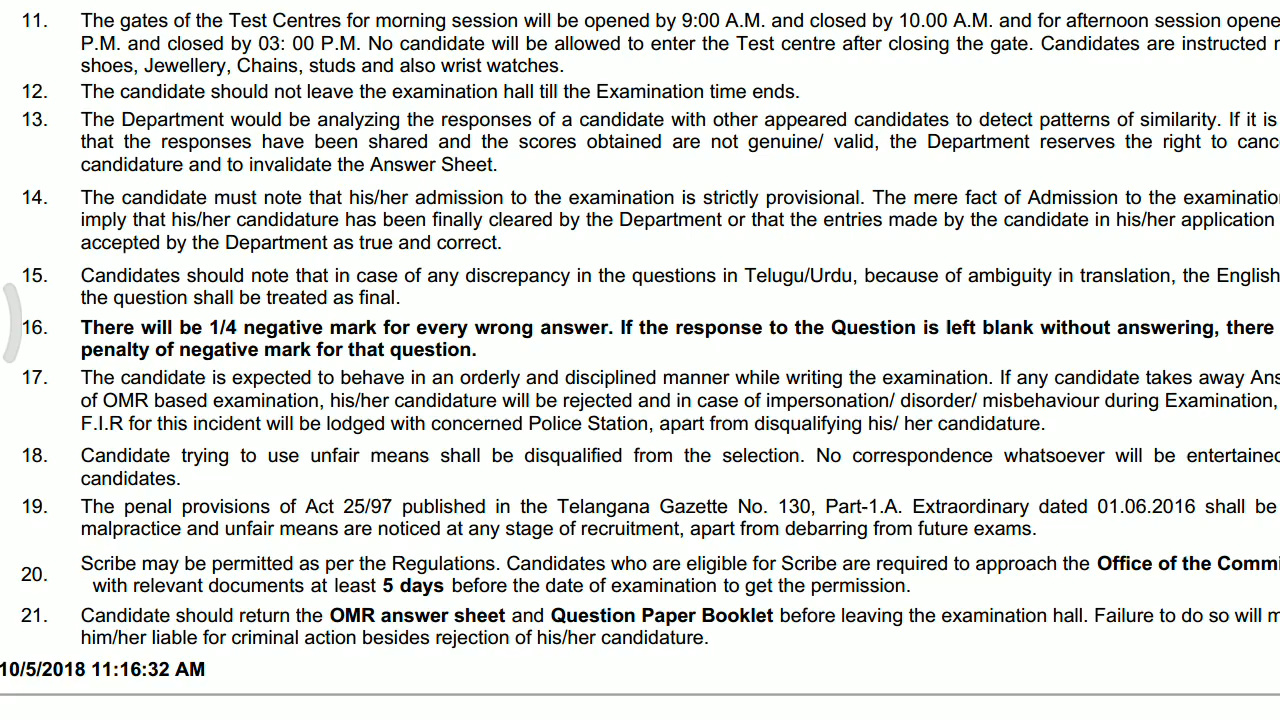 11. The gates of the Test Centres for morning session will be opened by 9:00 A.M. and closed by 10.00 A.M. and for afternoon session opene
P.M. and closed by 03: 00 P.M. No candidate will be allowed to enter the Test centre after closing the gate. Candidates are instructed
shoes, Jewellery, Chains, studs and also wrist watches.
12. The candidate should not leave the examination hall till the Examination time ends.
13. The Department would be analyzing the responses of a candidate with other appeared candidates to detect patterns of similarity. If it is
that the responses have been shared and the scores obtained are not genuine/ valid, the Department reserves the right to canc
candidature and to invalidate the Answer Sheet.
14. The candidate must note that his/her admission to the examination is strictly provisional. The mere fact of Admission to the examinatio
imply that his/her candidature has been finally cleared by the Department or that the entries made by the candidate in his/her application
accepted by the Department as true and correct.
15. Candidates should note that in case of any discrepancy in the questions in Telugu/Urdu, because of ambiguity in translation, the English
the question shall be treated as final.
16. There will be 1/4 negative mark for every wrong answer. If the response to the Question is left blank without answering, there
penalty of negative mark for that question.
17. The candidate is expected to behave in an orderly and disciplined manner while writing the examination. If any candidate takes away Ans
of OMR based examination, his/her candidature will be rejected and in case of impersonation/ disorder/ misbehaviour during Examination,
F.I.R for this incident will be lodged with concerned Police Station, apart from disqualifying his/ her candidature.
18. Candidate trying to use unfair means shall be disqualified from the selection. No correspondence whatsoever will be entertained
candidates.
19. The penal provisions of Act 25/97 published in the Telangana Gazette No. 130, Part-1.A. Extraordinary dated 01.06.2016 shall be
malpractice and unfair means are noticed at any stage of recruitment, apart from debarring from future exams.
20. Scribe may be permitted as per the Regulations. Candidates who are eligible for Scribe are required to approach the Office of the Commi
with relevant documents at least 5 days before the date of examination to get the permission.
21. Candidate should return the OMR answer sheet and Question Paper Booklet before leaving the examination hall. Failure to do so will m
him/her liable for criminal action besides rejection of his/her candidature.
10/5/2018 11:16:32 AM